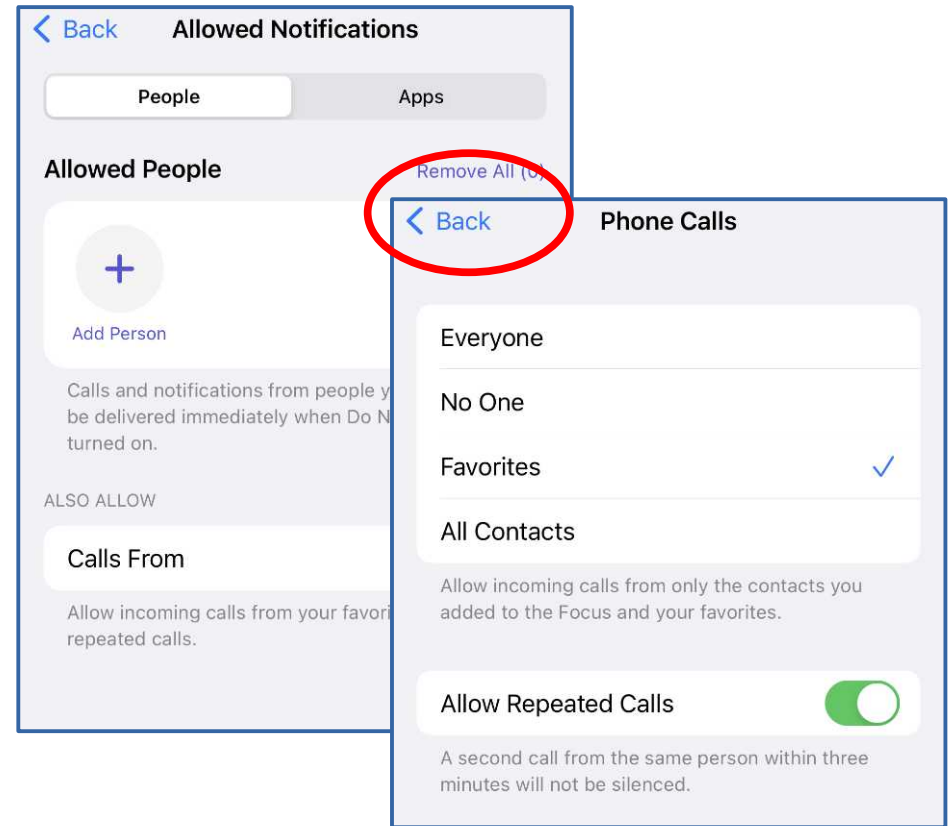 Back Allowed Notifications
People Apps
Allowed People Remove All (0)
Add Person
Calls and notifications from people y
be delivered immediately when Do N
turned on.
ALSO ALLOW
Calls From
Allow incoming calls from your favori
repeated calls.
Back Phone Calls
Everyone
No One
Favorites
All Contacts
Allow incoming calls from only the contacts you
added to the Focus and your favorites.
Allow Repeated Calls
A second call from the same person within three
minutes will not be silenced.